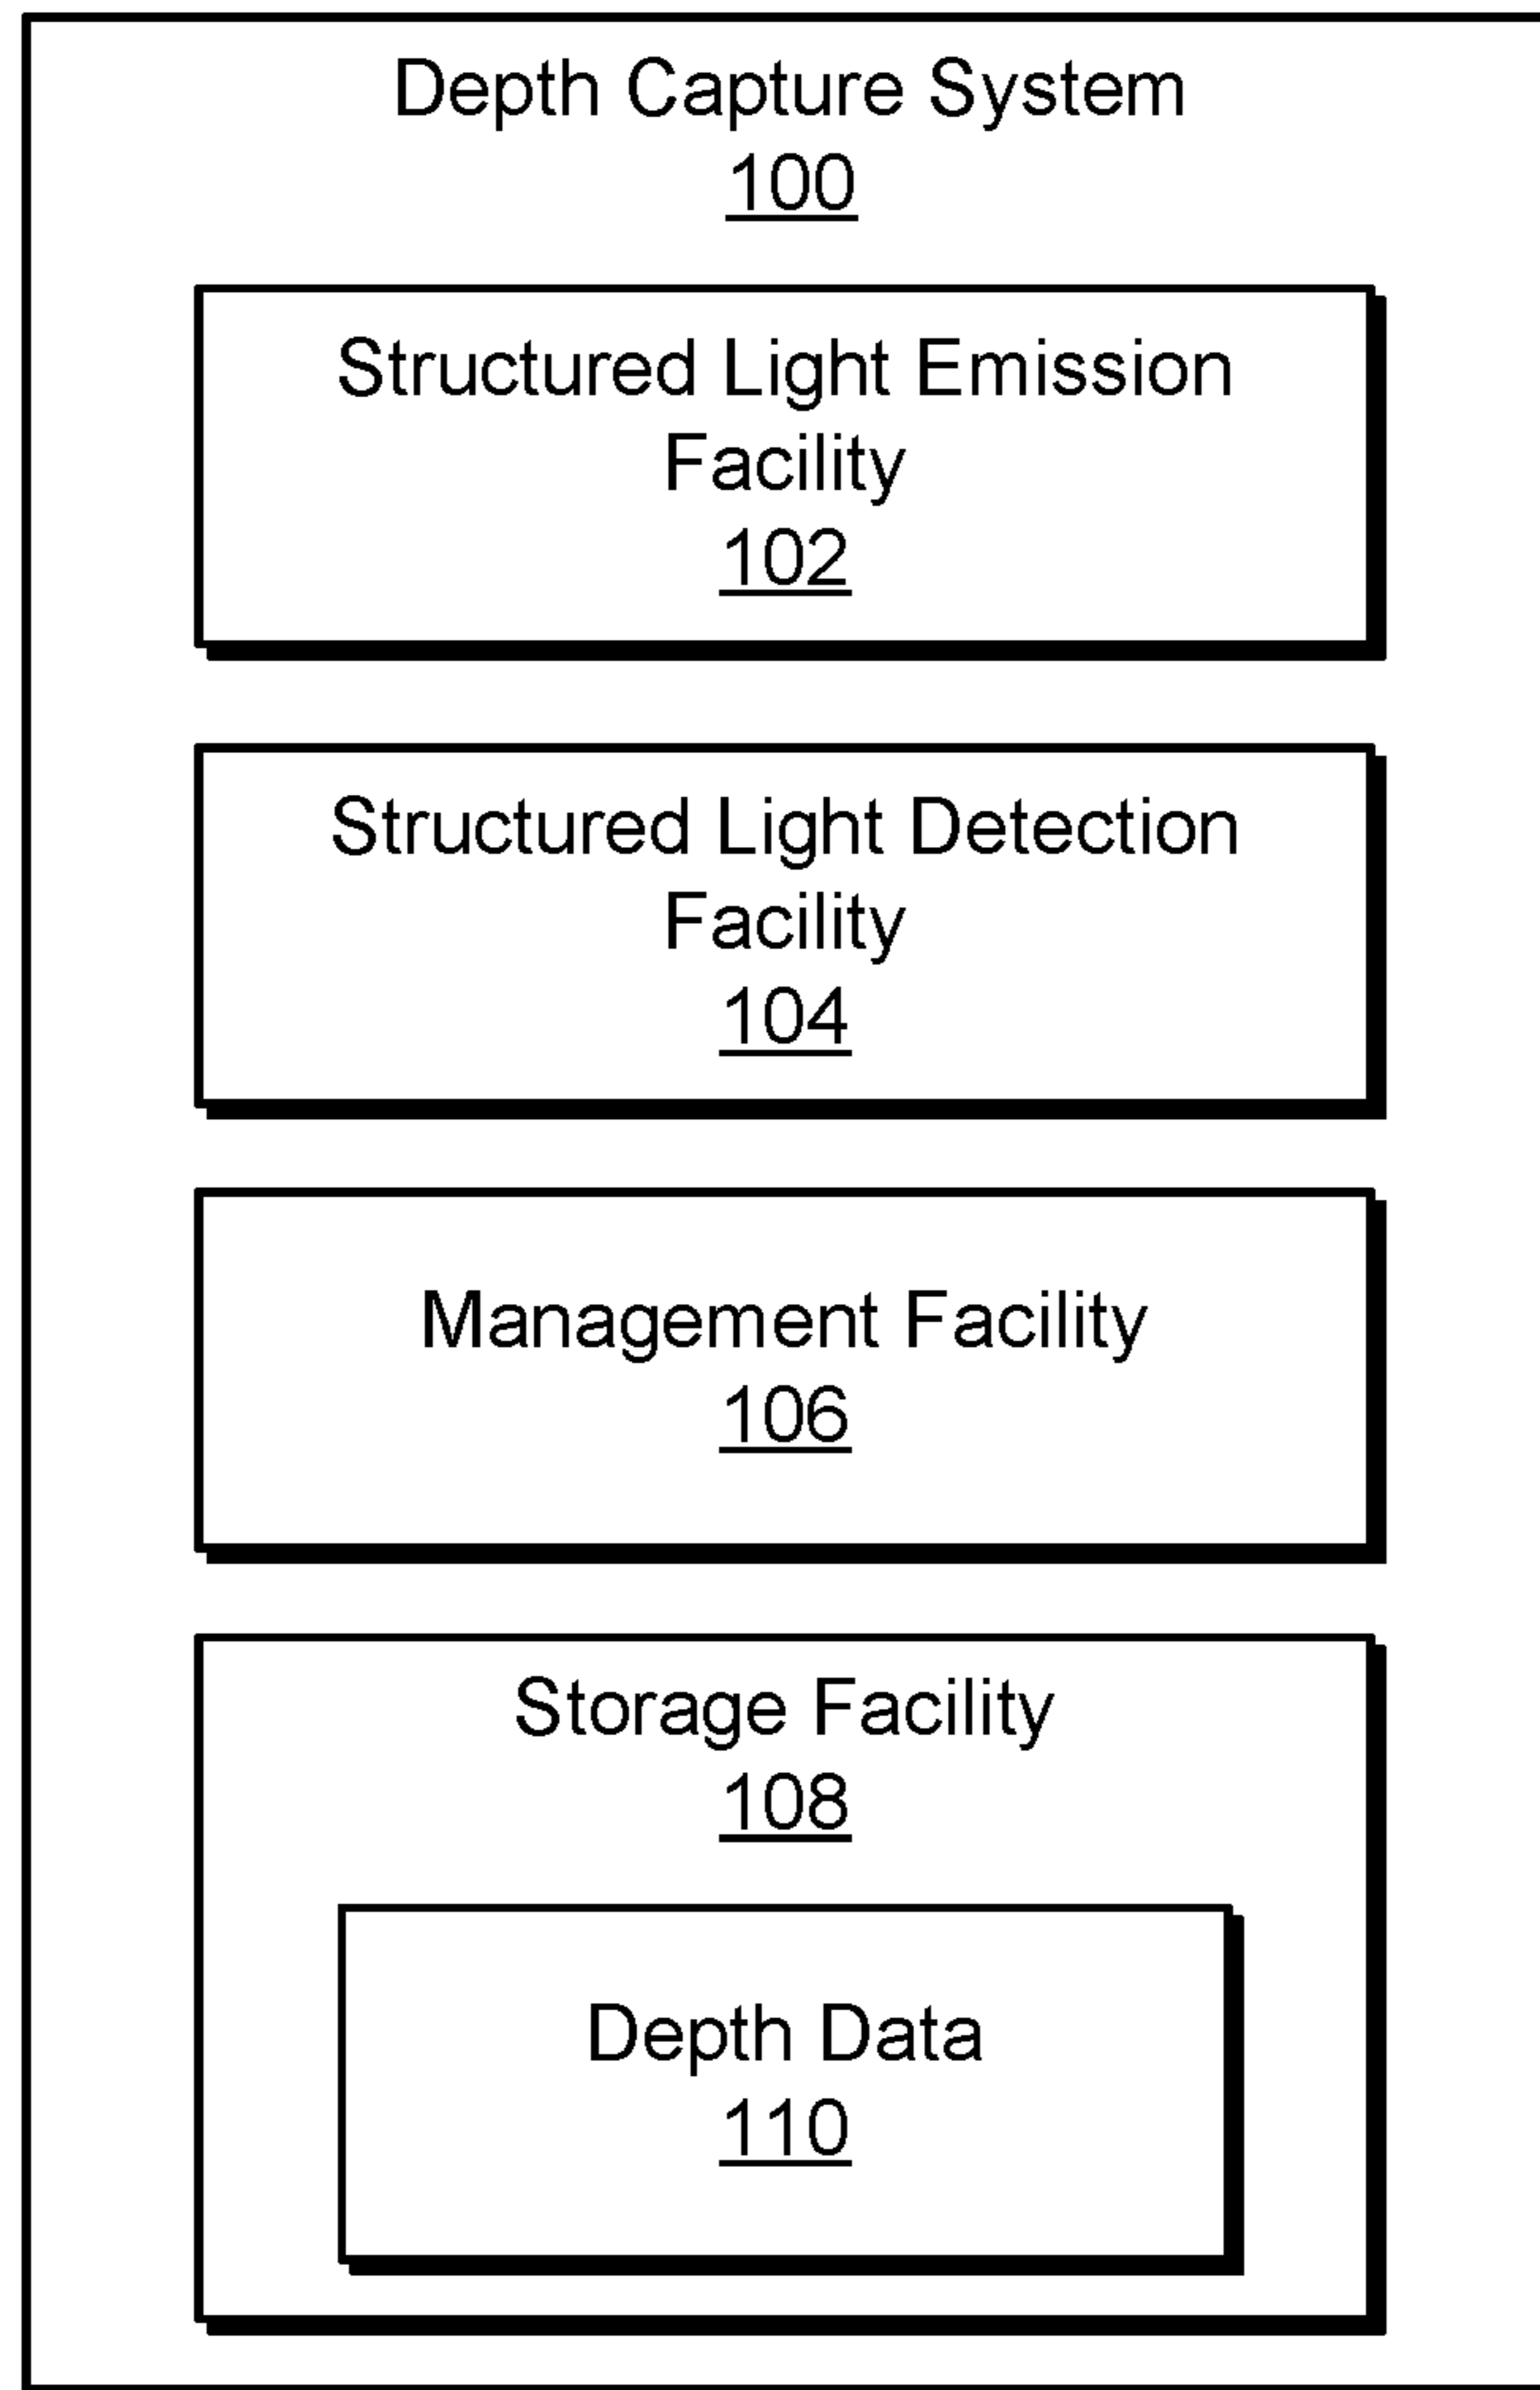 Depth Capture System
100
Structured Light Emission
Facility
102
Structured Light Detection
Facility
104
Management Facility
106
Storage Facility
108
Depth Data
110